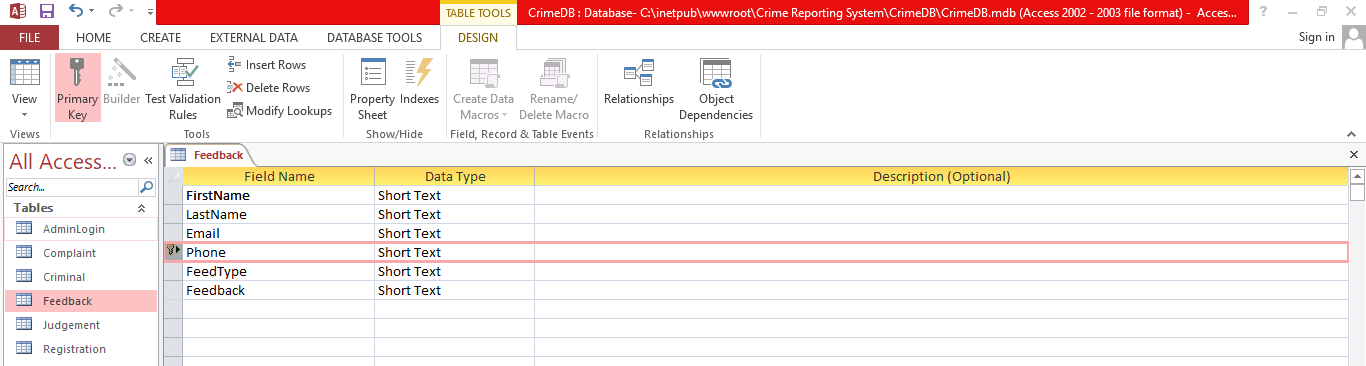 TABLE TOOLS
CrimeDB : Database- C:\inetpub\wwwroot\Crime Reporting System\CrimeDB\CrimeDB.mdb (Access 2002 - 2003 file format) - Acces...
?
FILE HOME CREATE EXTERNAL DATA DATABASE TOOLS DESIGN Sign in
View
Primary Key
Builder
Test Validation Rules
Insert Rows
Delete Rows
Modify Lookups
Property Sheet
Indexes
Create Data Macros
Rename/ Delete Macro
Relationships
Object Dependencies
Views Tools Show/Hide Field, Record & Table Events Relationships
All Access...
Search...
Tables
AdminLogin
Complaint
Criminal
Feedback
Judgement
Registration
Feedback
Field Name Data Type Description (Optional)
FirstName Short Text
LastName Short Text
Email Short Text
Phone Short Text
FeedType Short Text
Feedback Short Text